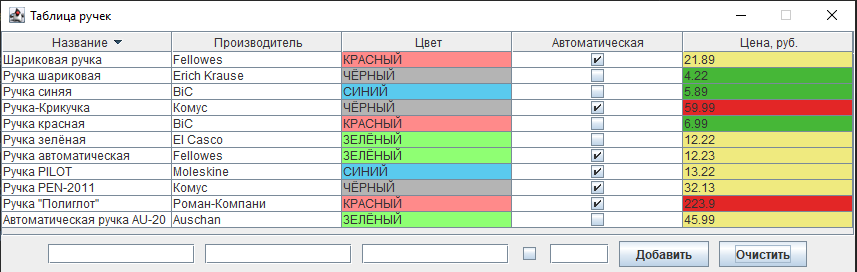 Таблица ручек
Название Производитель Цвет Автоматическая Цена, руб.
Шариковая ручка Fellowes КРАСНЫЙ 21.89
Ручка шариковая Erich Krause ЧЁРНЫЙ 4.22
Ручка синяя BiC СИНИЙ 5.89
Ручка-Крикучка Комус ЧЁРНЫЙ 59.99
Ручка красная BiC КРАСНЫЙ 6.99
Ручка зелёная El Casco ЗЕЛЁНЫЙ 12.22
Ручка автоматическая Fellowes ЗЕЛЁНЫЙ 12.23
Ручка PILOT Moleskine СИНИЙ 13.22
Ручка PEN-2011 Комус ЧЁРНЫЙ 32.13
Ручка "Полиглот" Роман-Компани КРАСНЫЙ 223.9
Автоматическая ручка AU-20 Auschan ЗЕЛЁНЫЙ 45.99
Добавить Очистить